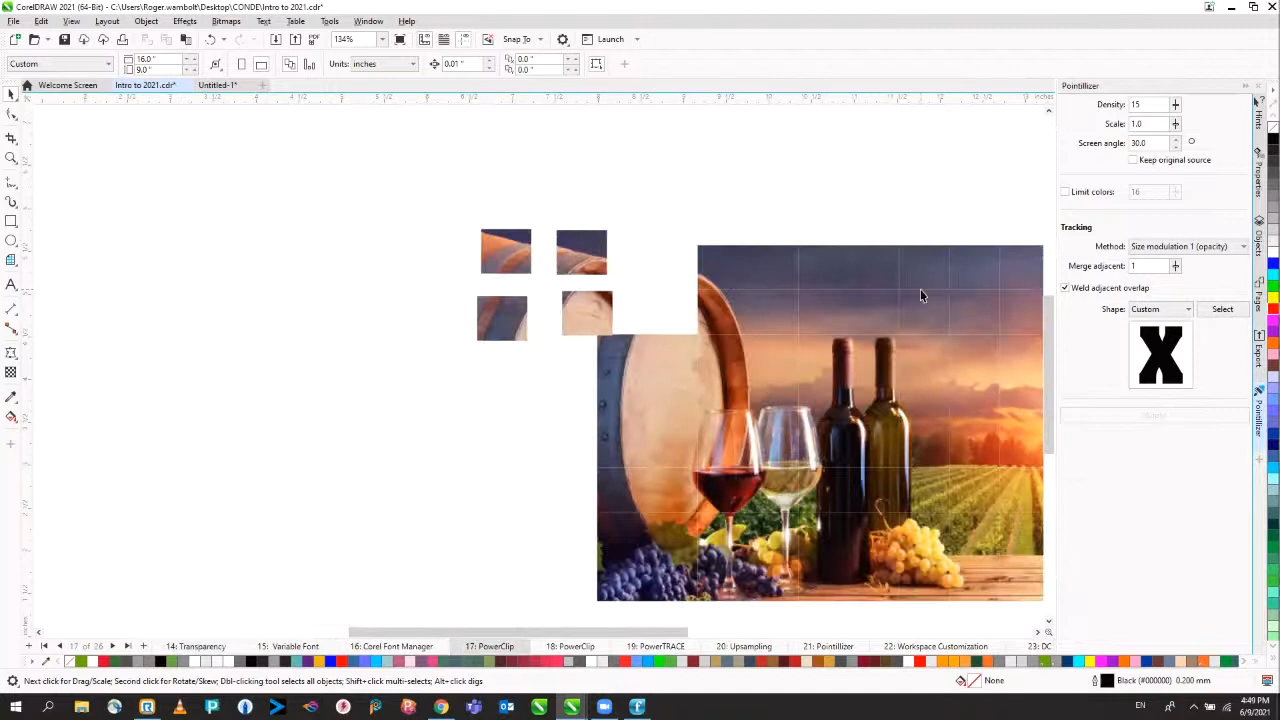 CorelDRAW 2021 (64-Bit) - C:\Users\Roger.wambolt\Desktop\CONDE\Intro to 2021.cdr*
File Edit View Layout Object Effects Bitmaps Text Table Tools Window Help
134% Snap To Launch
Custom 16.0 " 9.0 " Units: inches 0.01 " 0.0 " 0.0 "
Welcome Screen Intro to 2021.cdr* Untitled-1*
inches
Pointillizer
Density: 15
Scale: 1.0
Screen angle: 30.0
Keep original source
Limit colors: 16
Tracking
Method: Size modulation 1 (opacity)
Merge adjacent: 1
Weld adjacent overlap
Shape: Custom Select
X
Hints
Properties
Objects
Pages
Export
Pointillizer
17 of 26 14: Transparency 15: Variable Font 16: Corel Font Manager 17: PowerClip 18: PowerClip 19: PowerTRACE 20: Upsampling 21: Pointillizer 22: Workspace Customization 23: DC
Next click for Drag/Scale; Second click for Rotate/Skew; Dbl-clicking tool selects all objects; Shift+click multi-selects; Alt+click digs None Black (#000000) 0.200 mm
EN 4:49 PM
6/9/2021